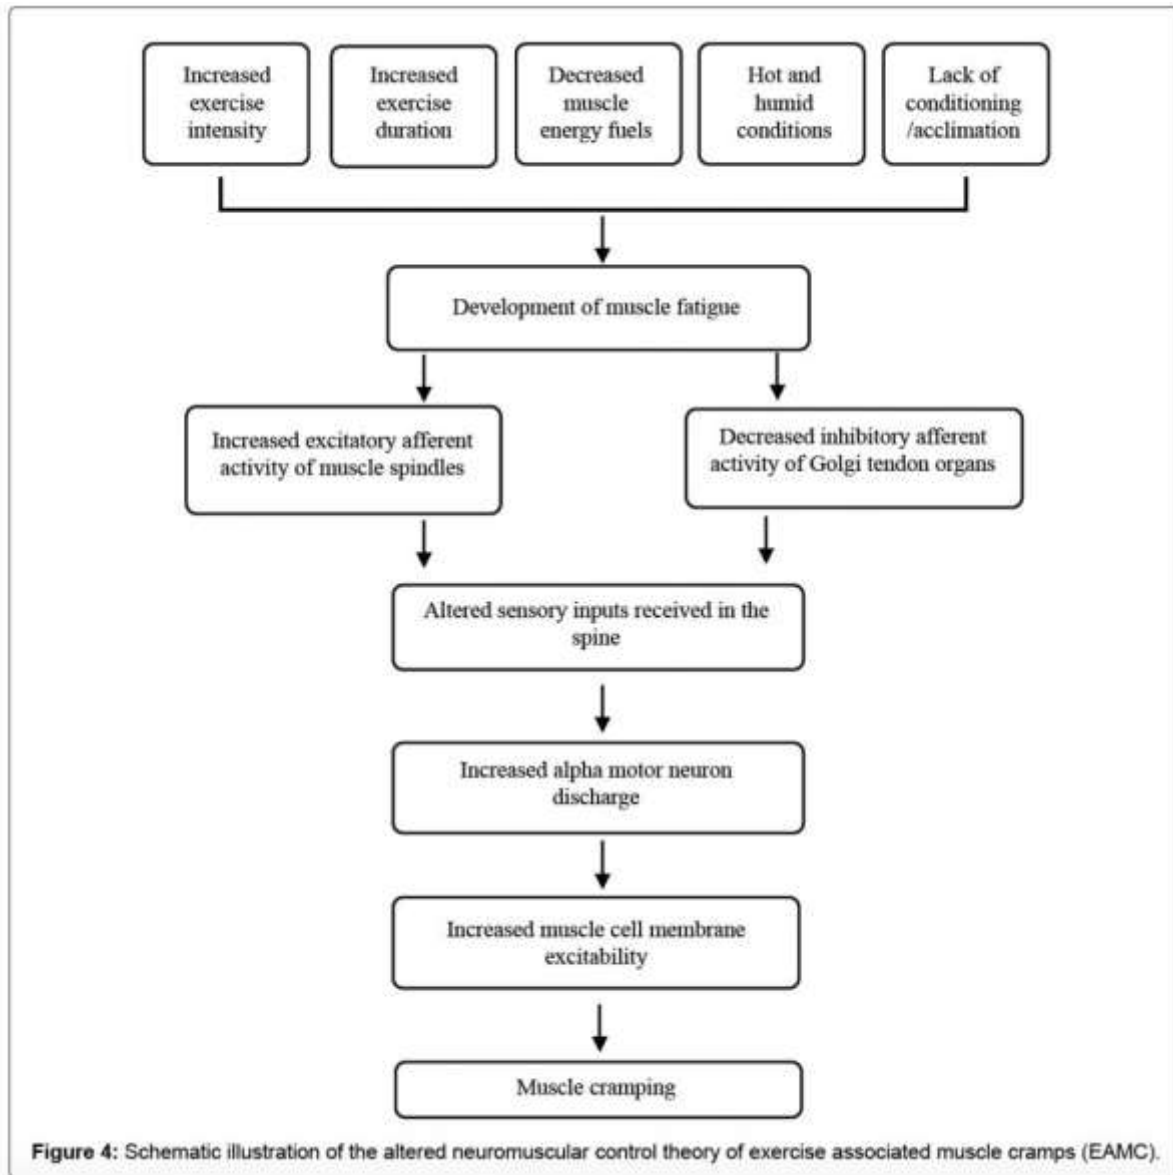 Increased
exercise
intensity
Increased
exercise
duration
Decreased
muscle
energy fuels
Hot and
humid
conditions
Lack of
conditioning
/acclimation
Development of muscle fatigue
Increased excitatory afferent
activity of muscle spindles
Decreased inhibitory afferent
activity of Golgi tendon organs
Altered sensory inputs received in the
spine
Increased alpha motor neuron
discharge
Increased muscle cell membrane
excitability
Muscle cramping
Figure 4: Schematic illustration of the altered neuromuscular control theory of exercise associated muscle cramps (EAMC).